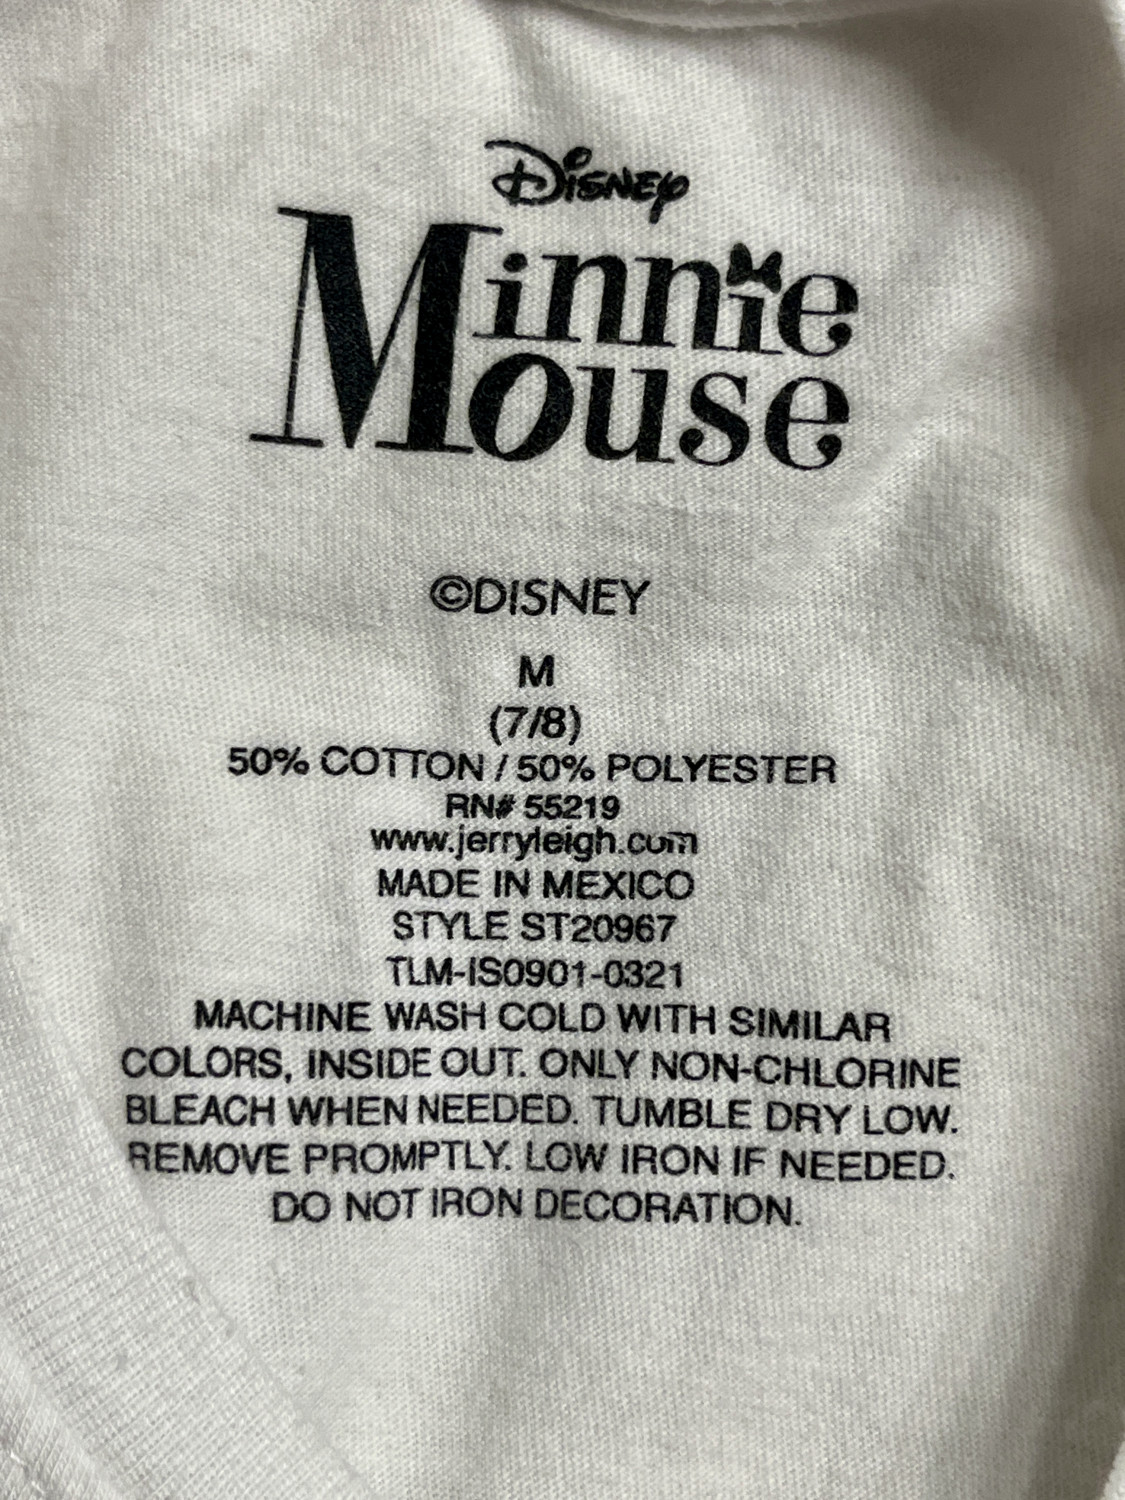 Disney
Minnie
Mouse
©DISNEY
M
(7/8)
50% COTTON / 50% POLYESTER
RN# 55219
www.jerryleigh.com
MADE IN MEXICO
STYLE ST20967
TLM-IS0901-0321
MACHINE WASH COLD WITH SIMILAR
COLORS, INSIDE OUT. ONLY NON-CHLORINE
BLEACH WHEN NEEDED. TUMBLE DRY LOW.
REMOVE PROMPTLY. LOW IRON IF NEEDED.
DO NOT IRON DECORATION.